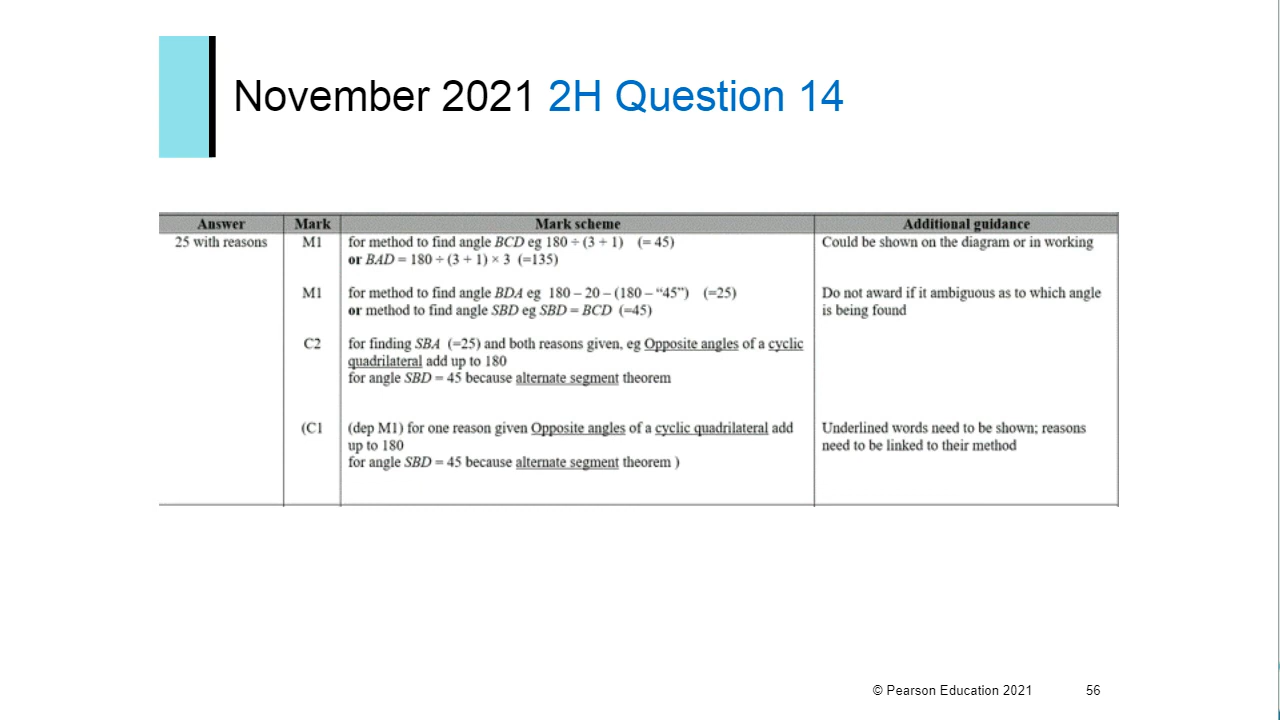 November 2021 2H Question 14
Answer Mark Mark scheme Additional guidance
25 with reasons M1 for method to find angle BCD eg 180 ÷ (3 + 1) (= 45) Could be shown on the diagram or in working
or BAD = 180 ÷ (3 + 1) × 3 (=135)
M1 for method to find angle BDA eg 180 – 20 – (180 – “45”) (=25) Do not award if it ambiguous as to which angle
or method to find angle SBD eg SBD = BCD (=45) is being found
C2 for finding SBA (=25) and both reasons given, eg Opposite angles of a cyclic
quadrilateral add up to 180
for angle SBD = 45 because alternate segment theorem
(C1 (dep M1) for one reason given Opposite angles of a cyclic quadrilateral add Underlined words need to be shown; reasons
up to 180 need to be linked to their method
for angle SBD = 45 because alternate segment theorem )
© Pearson Education 2021 56